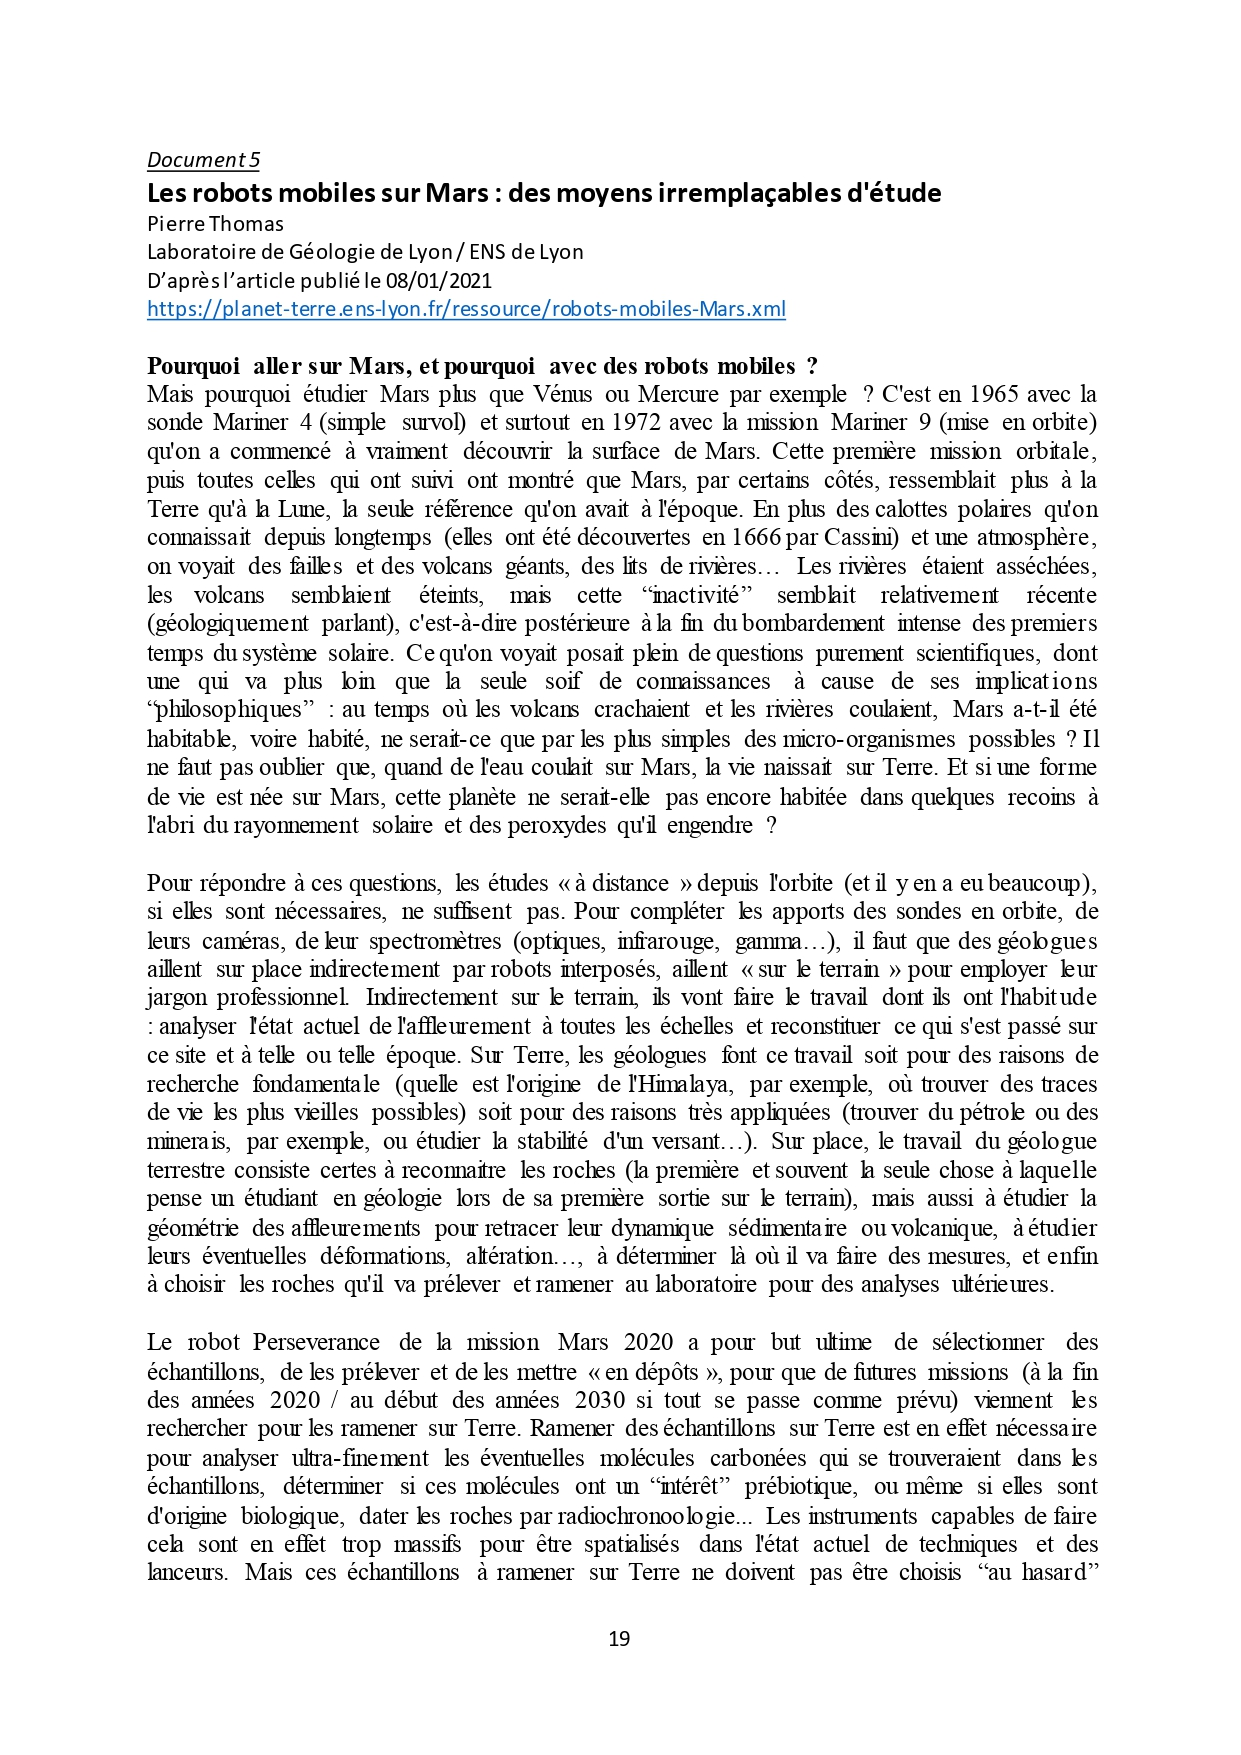 Document 5
Les robots mobiles sur Mars : des moyens irremplaçables d'étude
Pierre Thomas
Laboratoire de Géologie de Lyon / ENS de Lyon
D’après l’article publié le 08/01/2021
https://planet-terre.ens-lyon.fr/ressource/robots-mobiles-Mars.xml
Pourquoi aller sur Mars, et pourquoi avec des robots mobiles ?
Mais pourquoi étudier Mars plus que Vénus ou Mercure par exemple ? C'est en 1965 avec la
sonde Mariner 4 (simple survol) et surtout en 1972 avec la mission Mariner 9 (mise en orbite)
qu'on a commencé à vraiment découvrir la surface de Mars. Cette première mission orbitale,
puis toutes celles qui ont suivi ont montré que Mars, par certains côtés, ressemblait plus à la
Terre qu'à la Lune, la seule référence qu'on avait à l'époque. En plus des calottes polaires qu'on
connaissait depuis longtemps (elles ont été découvertes en 1666 par Cassini) et une atmosphère,
on voyait des failles et des volcans géants, des lits de rivières… Les rivières étaient asséchées,
les volcans semblaient éteints, mais cette “inactivité” semblait relativement récente
(géologiquement parlant), c'est-à-dire postérieure à la fin du bombardement intense des premiers
temps du système solaire. Ce qu'on voyait posait plein de questions purement scientifiques, dont
une qui va plus loin que la seule soif de connaissances à cause de ses implications
“philosophiques” : au temps où les volcans crachaient et les rivières coulaient, Mars a-t-il été
habitable, voire habité, ne serait-ce que par les plus simples des micro-organismes possibles ? Il
ne faut pas oublier que, quand de l'eau coulait sur Mars, la vie naissait sur Terre. Et si une forme
de vie est née sur Mars, cette planète ne serait-elle pas encore habitée dans quelques recoins à
l'abri du rayonnement solaire et des peroxydes qu'il engendre ?
Pour répondre à ces questions, les études « à distance » depuis l'orbite (et il y en a eu beaucoup),
si elles sont nécessaires, ne suffisent pas. Pour compléter les apports des sondes en orbite, de
leurs caméras, de leur spectromètres (optiques, infrarouge, gamma…), il faut que des géologues
aillent sur place indirectement par robots interposés, aillent « sur le terrain » pour employer leur
jargon professionnel. Indirectement sur le terrain, ils vont faire le travail dont ils ont l'habitude
: analyser l'état actuel de l'affleurement à toutes les échelles et reconstituer ce qui s'est passé sur
ce site et à telle ou telle époque. Sur Terre, les géologues font ce travail soit pour des raisons de
recherche fondamentale (quelle est l'origine de l'Himalaya, par exemple, où trouver des traces
de vie les plus vieilles possibles) soit pour des raisons très appliquées (trouver du pétrole ou des
minerais, par exemple, ou étudier la stabilité d'un versant…). Sur place, le travail du géologue
terrestre consiste certes à reconnaitre les roches (la première et souvent la seule chose à laquelle
pense un étudiant en géologie lors de sa première sortie sur le terrain), mais aussi à étudier la
géométrie des affleurements pour retracer leur dynamique sédimentaire ou volcanique, à étudier
leurs éventuelles déformations, altération…, à déterminer là où il va faire des mesures, et enfin
à choisir les roches qu'il va prélever et ramener au laboratoire pour des analyses ultérieures.
Le robot Perseverance de la mission Mars 2020 a pour but ultime de sélectionner des
échantillons, de les prélever et de les mettre « en dépôts », pour que de futures missions (à la fin
des années 2020 / au début des années 2030 si tout se passe comme prévu) viennent les
rechercher pour les ramener sur Terre. Ramener des échantillons sur Terre est en effet nécessaire
pour analyser ultra-finement les éventuelles molécules carbonées qui se trouveraient dans les
échantillons, déterminer si ces molécules ont un “intérêt” prébiotique, ou même si elles sont
d'origine biologique, dater les roches par radiochronoologie... Les instruments capables de faire
cela sont en effet trop massifs pour être spatialisés dans l'état actuel de techniques et des
lanceurs. Mais ces échantillons à ramener sur Terre ne doivent pas être choisis “au hasard”
19